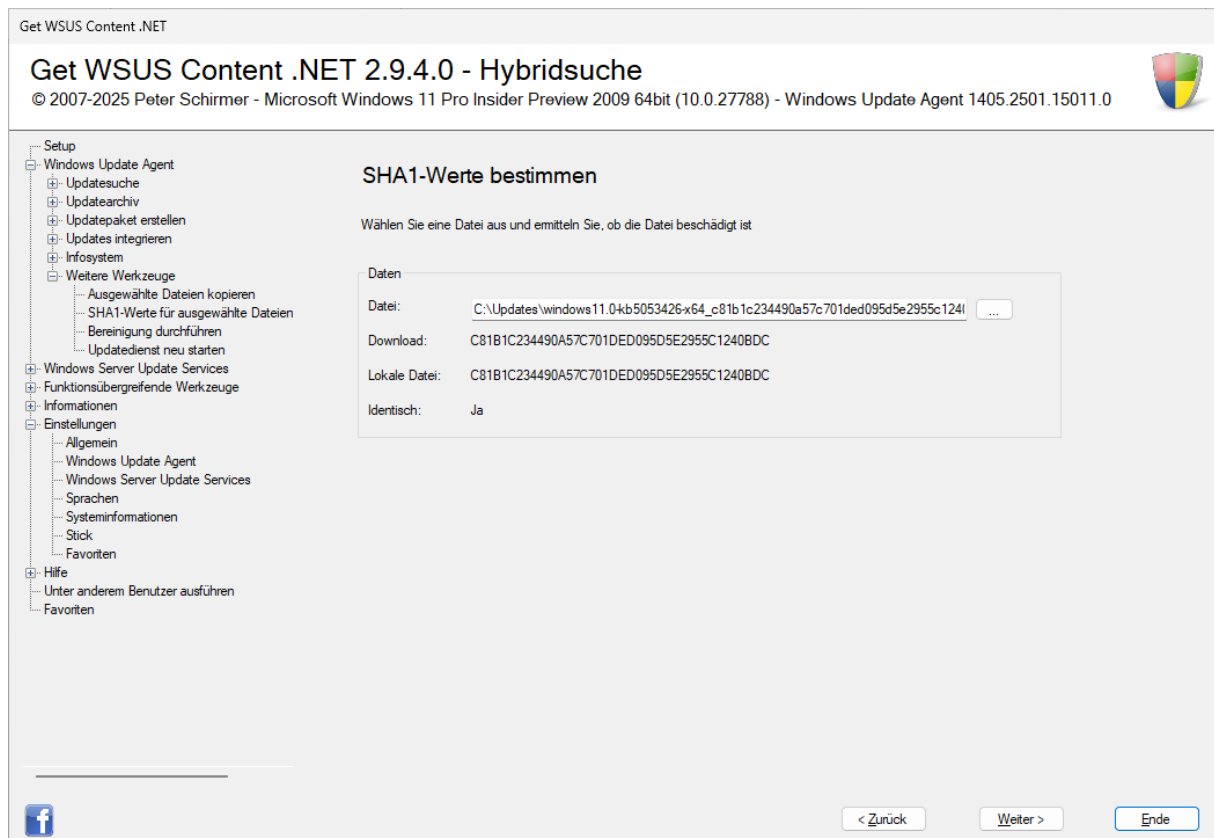 Get WSUS Content .NET
Get WSUS Content .NET 2.9.4.0 - Hybridsuche
© 2007-2025 Peter Schirmer - Microsoft Windows 11 Pro Insider Preview 2009 64bit (10.0.27788) - Windows Update Agent 1405.2501.15011.0
Setup
Windows Update Agent
Updatesuche
Updatearchiv
Updatepaket erstellen
Updates integrieren
Infosystem
Weitere Werkzeuge
Ausgewählte Dateien kopieren
SHA1-Werte für ausgewählte Dateien
Bereinigung durchführen
Updatedienst neu starten
Windows Server Update Services
Funktionsübergreifende Werkzeuge
Informationen
Einstellungen
Allgemein
Windows Update Agent
Windows Server Update Services
Sprachen
Systeminformationen
Stick
Favoriten
Hilfe
Unter anderem Benutzer ausführen
Favoriten
SHA1-Werte bestimmen
Wählen Sie eine Datei aus und ermitteln Sie, ob die Datei beschädigt ist
Daten
Datei: C:\Updates\windows11.0-kb5053426-x64_c81b1c234490a57c701ded095d5e2955c1240 ...
Download: C81B1C234490A57C701DED095D5E2955C1240BDC
Lokale Datei: C81B1C234490A57C701DED095D5E2955C1240BDC
Identisch: Ja
< Zurück Weiter > Ende